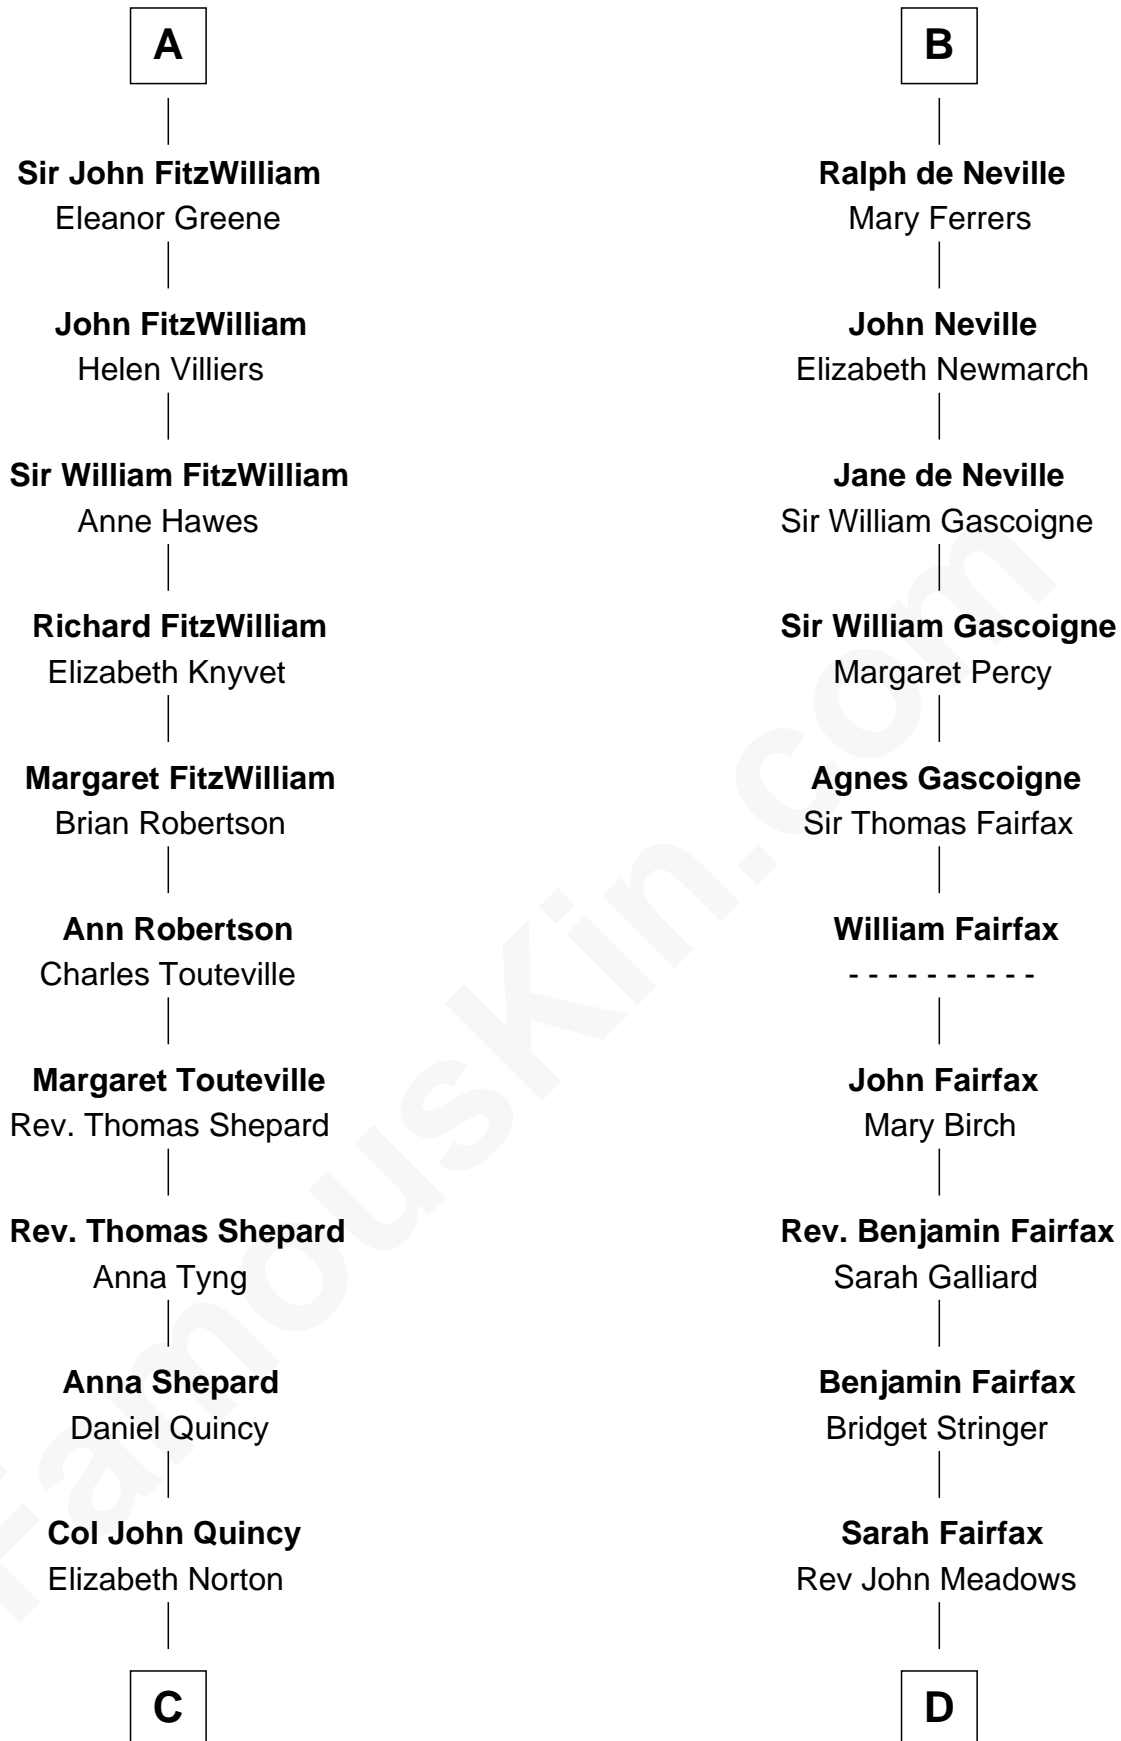 A
Sir John FitzWilliam
Eleanor Greene
John FitzWilliam
Helen Villiers
Sir William FitzWilliam
Anne Hawes
Richard FitzWilliam
Elizabeth Knyvet
Margaret FitzWilliam
Brian Robertson
Ann Robertson
Charles Touteville
Margaret Touteville
Rev. Thomas Shepard
Rev. Thomas Shepard
Anna Tyng
Anna Shepard
Daniel Quincy
Col John Quincy
Elizabeth Norton
C
B
Ralph de Neville
Mary Ferrers
John Neville
Elizabeth Newmarch
Jane de Neville
Sir William Gascoigne
Sir William Gascoigne
Margaret Percy
Agnes Gascoigne
Sir Thomas Fairfax
William Fairfax
- - - - - - - - - -
John Fairfax
Mary Birch
Rev. Benjamin Fairfax
Sarah Galliard
Benjamin Fairfax
Bridget Stringer
Sarah Fairfax
Rev John Meadows
D
FamousKin.com